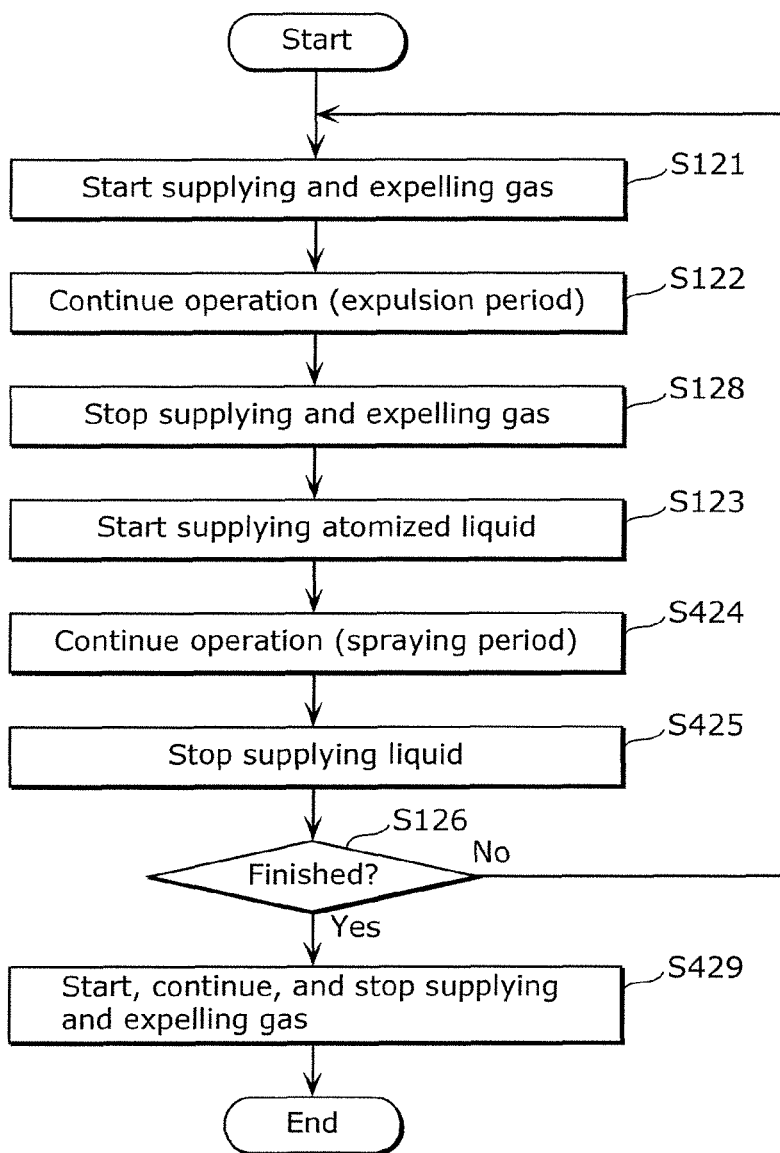 Start
Start supplying and expelling gas
S121
Continue operation (expulsion period)
S122
Stop supplying and expelling gas
S128
Start supplying atomized liquid
S123
Continue operation (spraying period)
S424
Stop supplying liquid
S425
S126
Finished?
No
Yes
Start, continue, and stop supplying
and expelling gas
S429
End